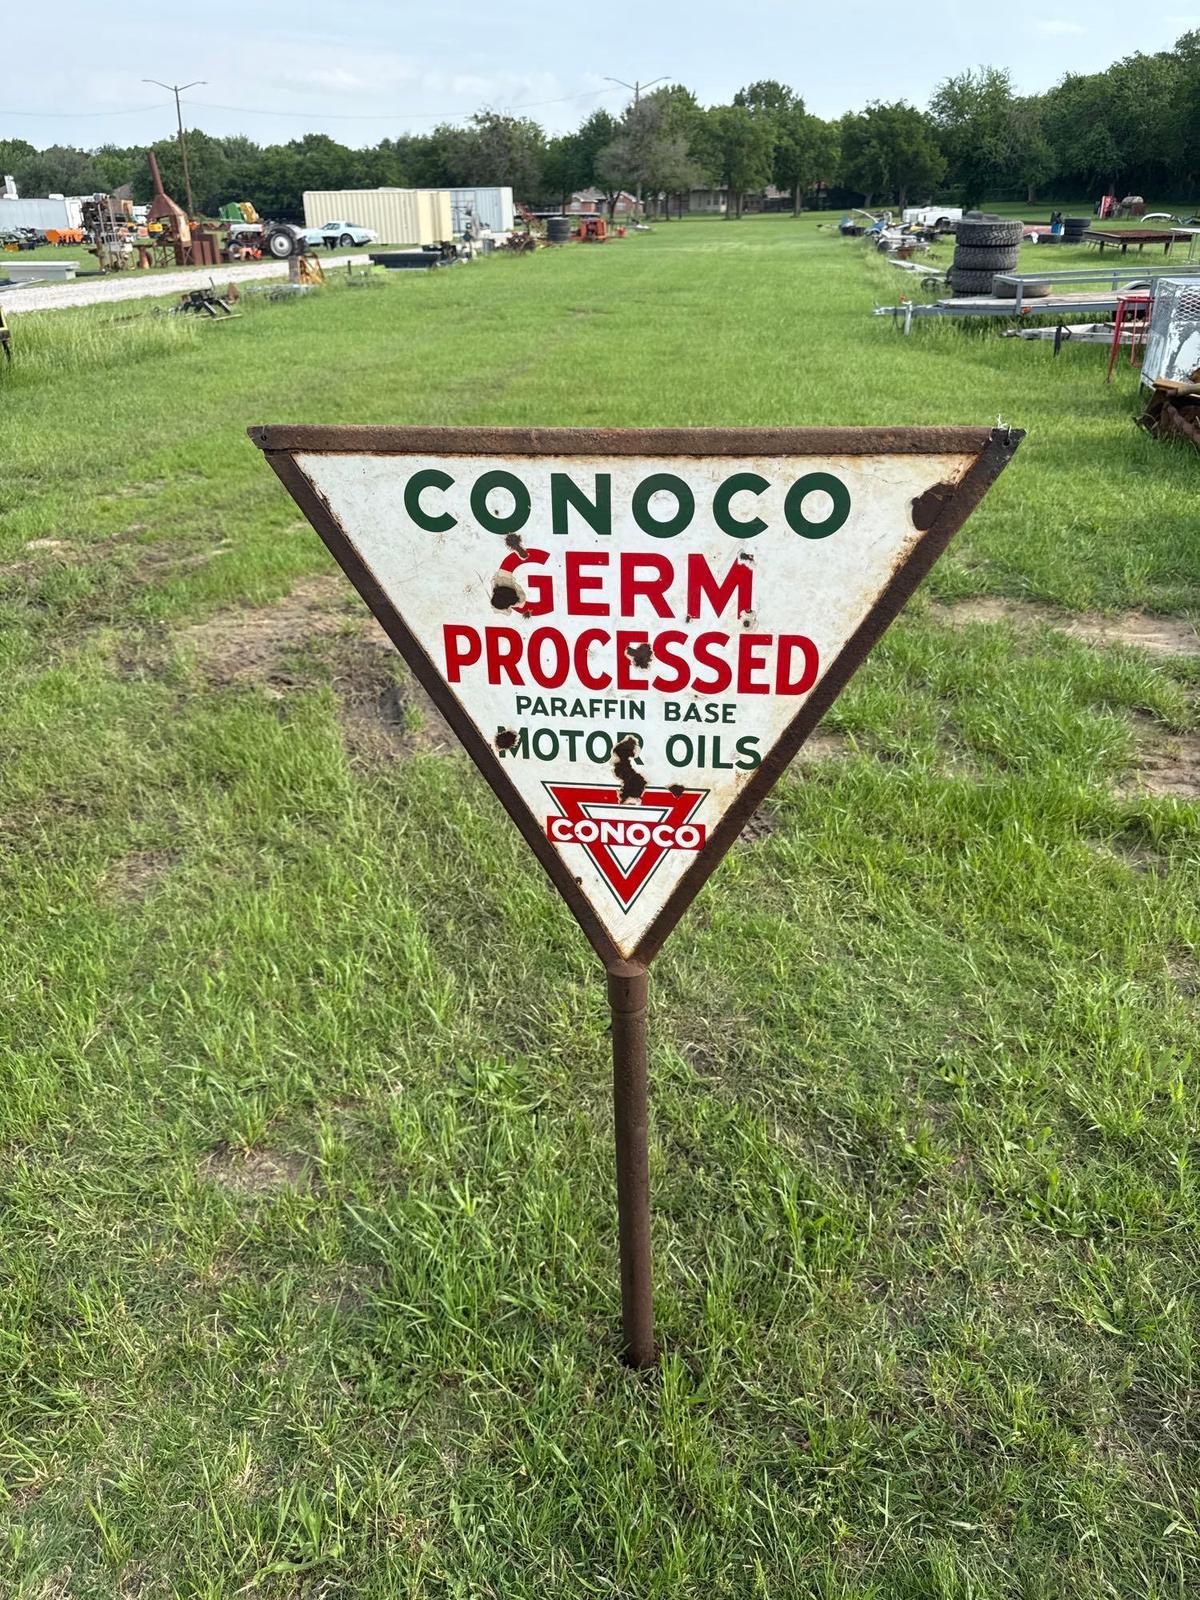 CONOCO
GERM
PROCESSED
PARAFFIN BASE
MOTOR OILS
CONOCO